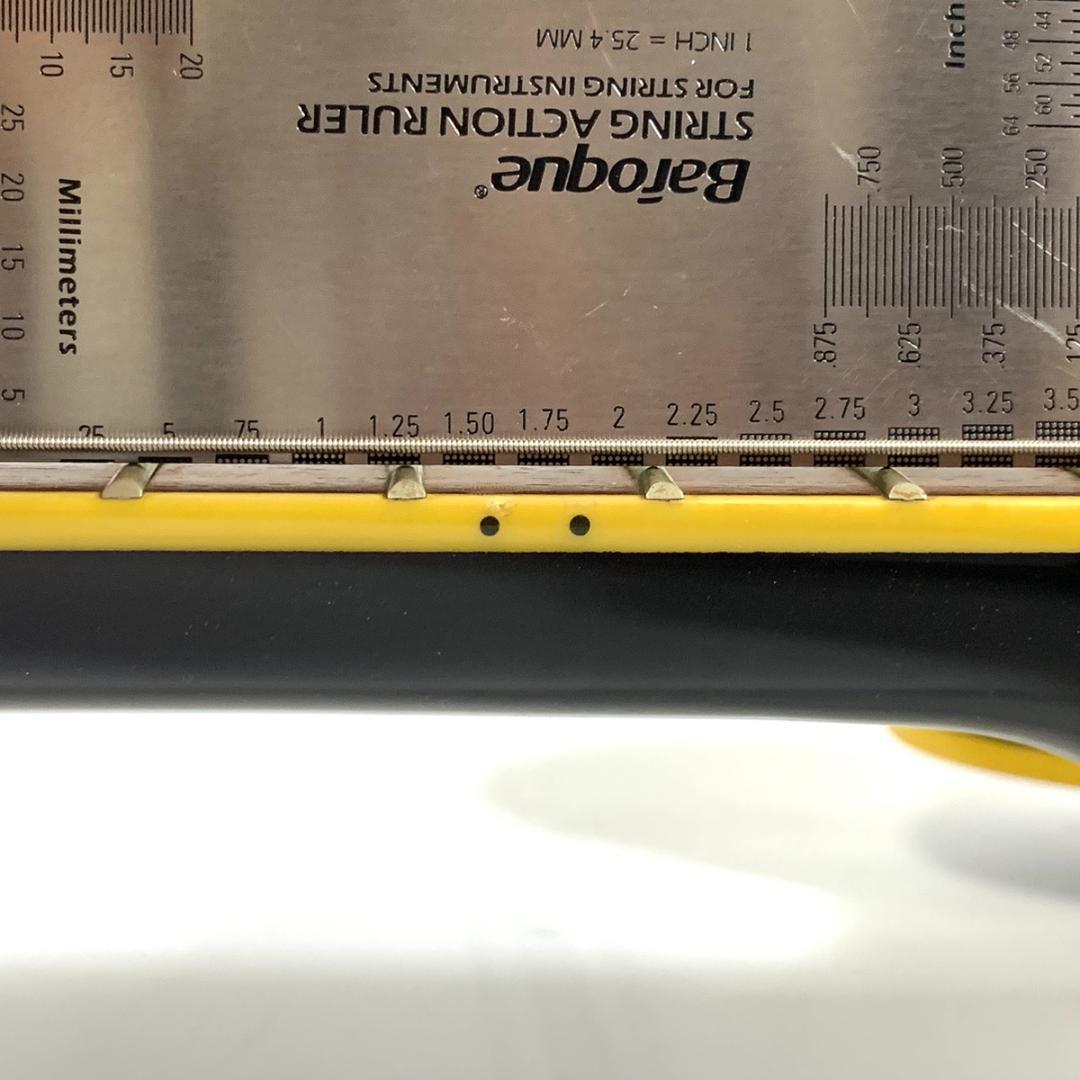 Baroque®
STRING ACTION RULER
FOR STRING INSTRUMENTS
1 INCH = 25.4 MM
10 15 20
25 20 15 10 5
Millimeters
Inch
48 44
56 52
64 60
.750 .500 .250
.875 .625 .375 .125
.25 .5 .75 1 1.25 1.50 1.75 2 2.25 2.5 2.75 3 3.25 3.5